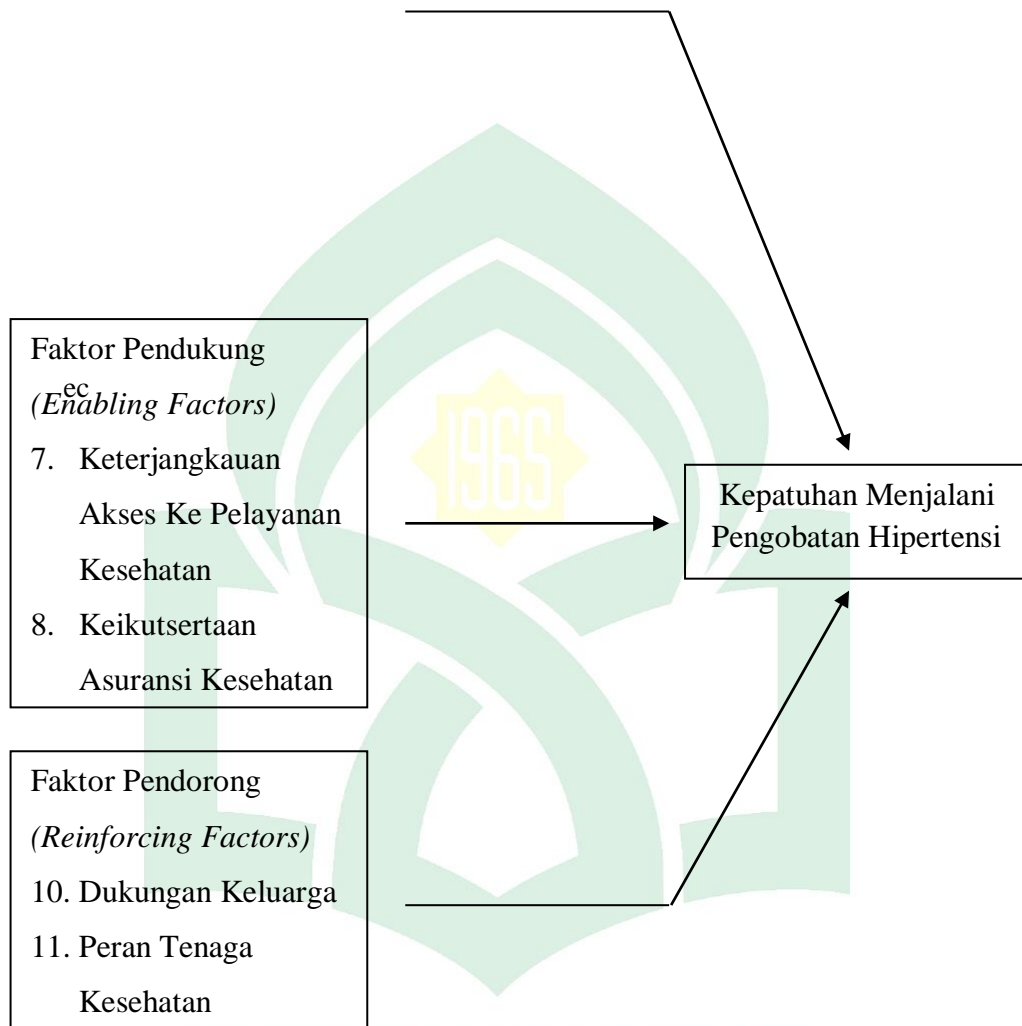 Faktor Pendukung
ec
(Enabling Factors)
7. Keterjangkauan
Akses Ke Pelayanan
Kesehatan
8. Keikutsertaan
Asuransi Kesehatan
Faktor Pendorong
(Reinforcing Factors)
10. Dukungan Keluarga
11. Peran Tenaga
Kesehatan
1965
Kepatuhan Menjalani
Pengobatan Hipertensi